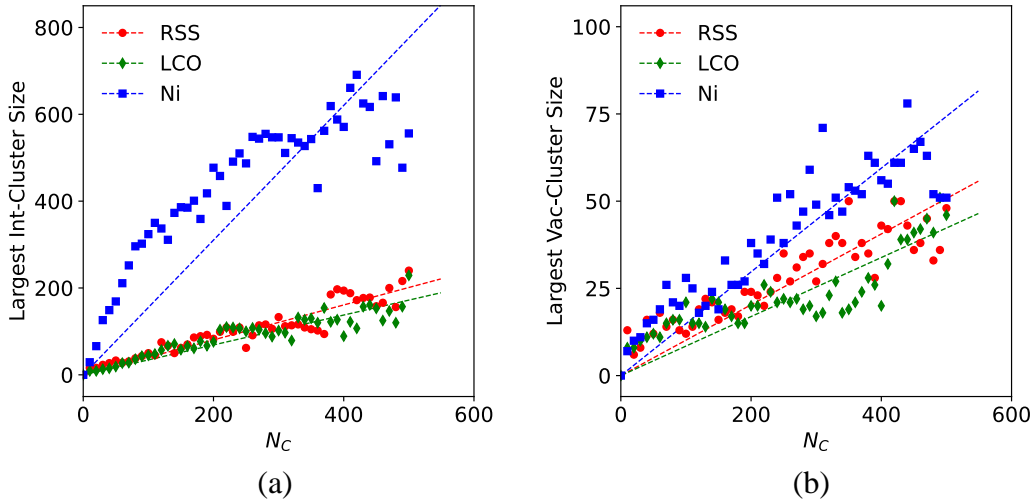 800
600
400
200
0
Largest Int-Cluster Size
RSS
LCO
Ni
0 200 400 600
N_C
(a)
100
75
50
25
0
Largest Vac-Cluster Size
RSS
LCO
Ni
0 200 400 600
N_C
(b)